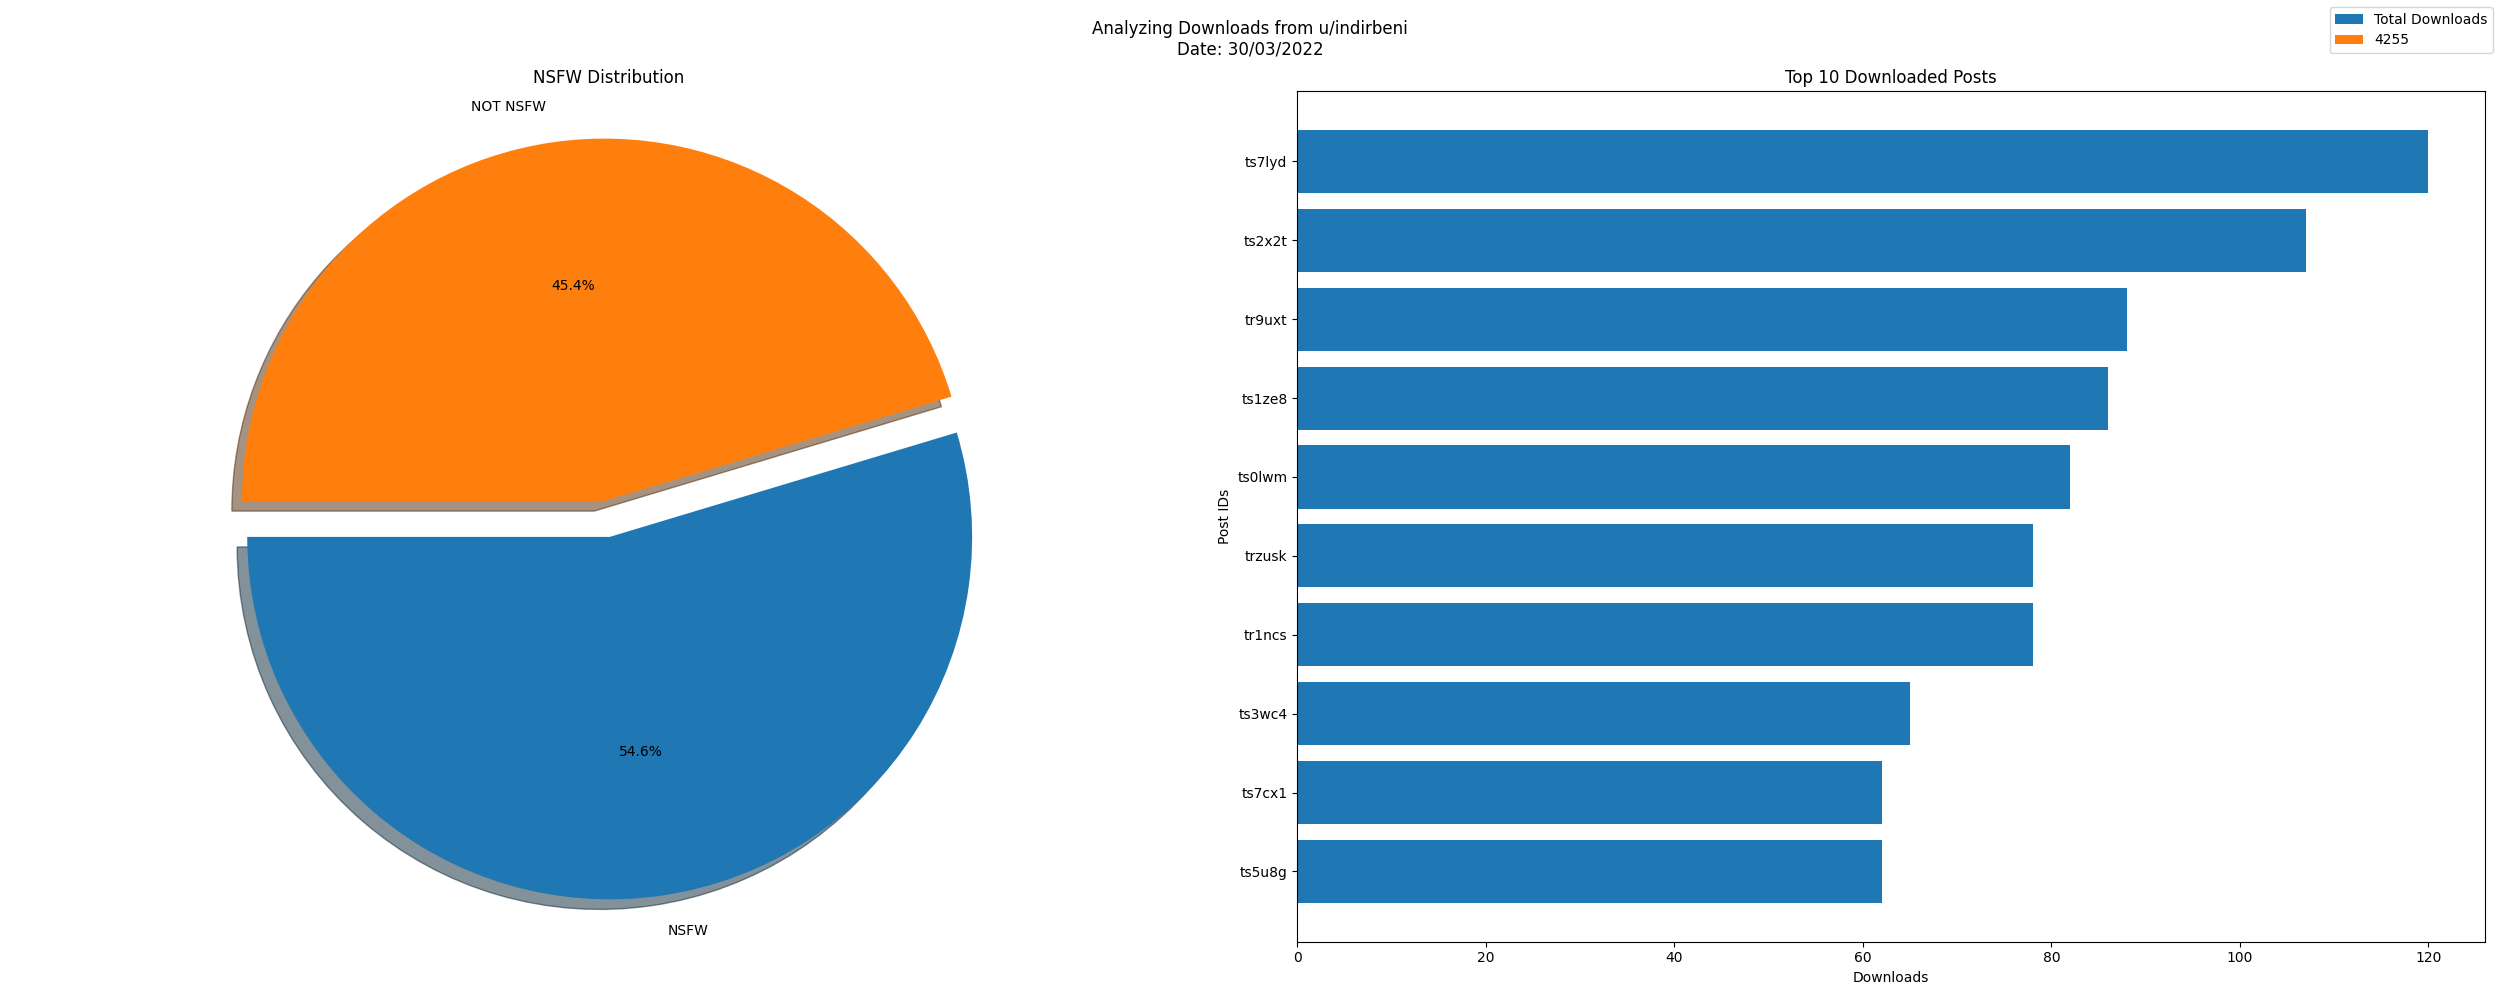 Analyzing Downloads from u/indirbeni
Date: 30/03/2022
Total Downloads
4255
NSFW Distribution
NOT NSFW
45.4%
54.6%
NSFW
Top 10 Downloaded Posts
Post IDs
ts7lyd
ts2x2t
tr9uxt
ts1ze8
ts0lwm
trzusk
tr1ncs
ts3wc4
ts7cx1
ts5u8g
0 20 40 60 80 100 120
Downloads